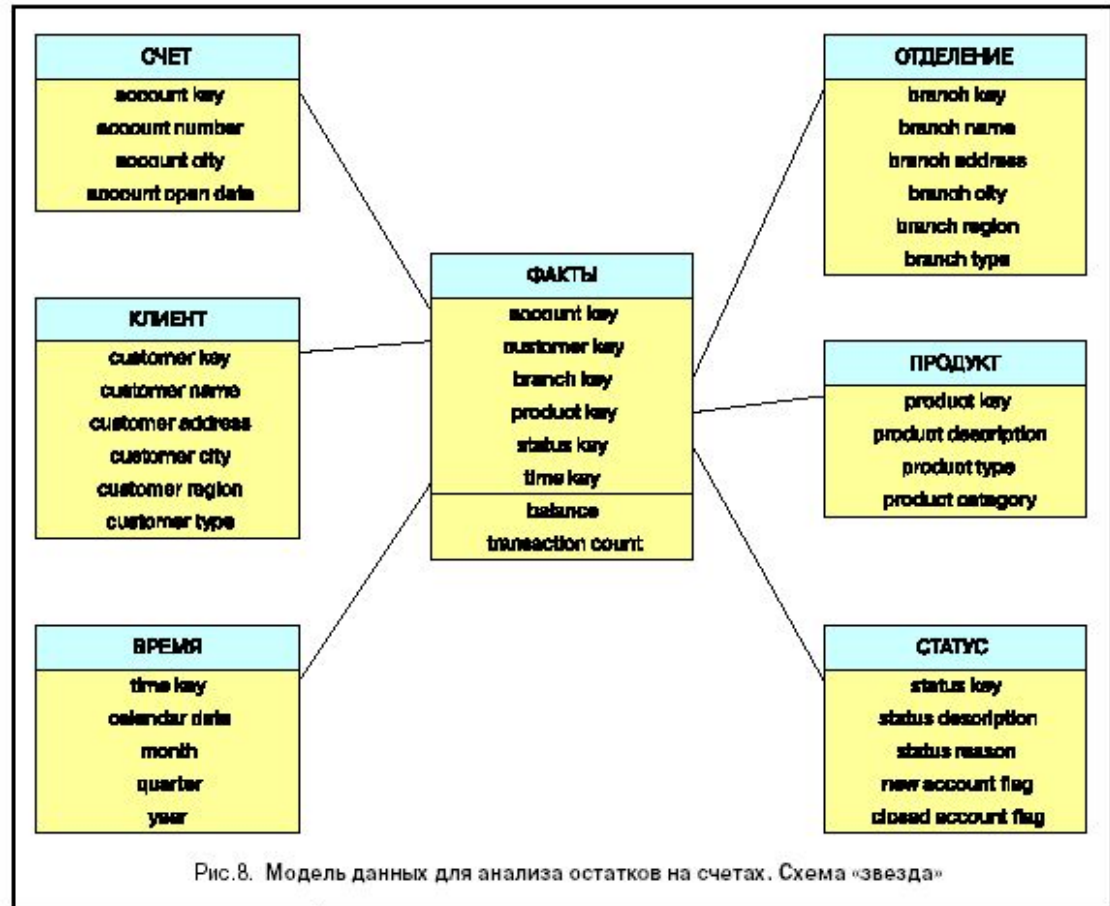 СЧЕТ
account key
account number
account city
account open date
КЛИЕНТ
customer key
customer name
customer address
customer city
customer region
customer type
ВРЕМЯ
time key
calendar date
month
quarter
year
ФАКТЫ
account key
customer key
branch key
product key
status key
time key
balance
transaction count
ОТДЕЛЕНИЕ
branch key
branch name
branch address
branch city
branch region
branch type
ПРОДУКТ
product key
product description
product type
product category
СТАТУС
status key
status description
status reason
new account flag
closed account flag
Рис.8. Модель данных для анализа остатков на счетах. Схема «звезда»